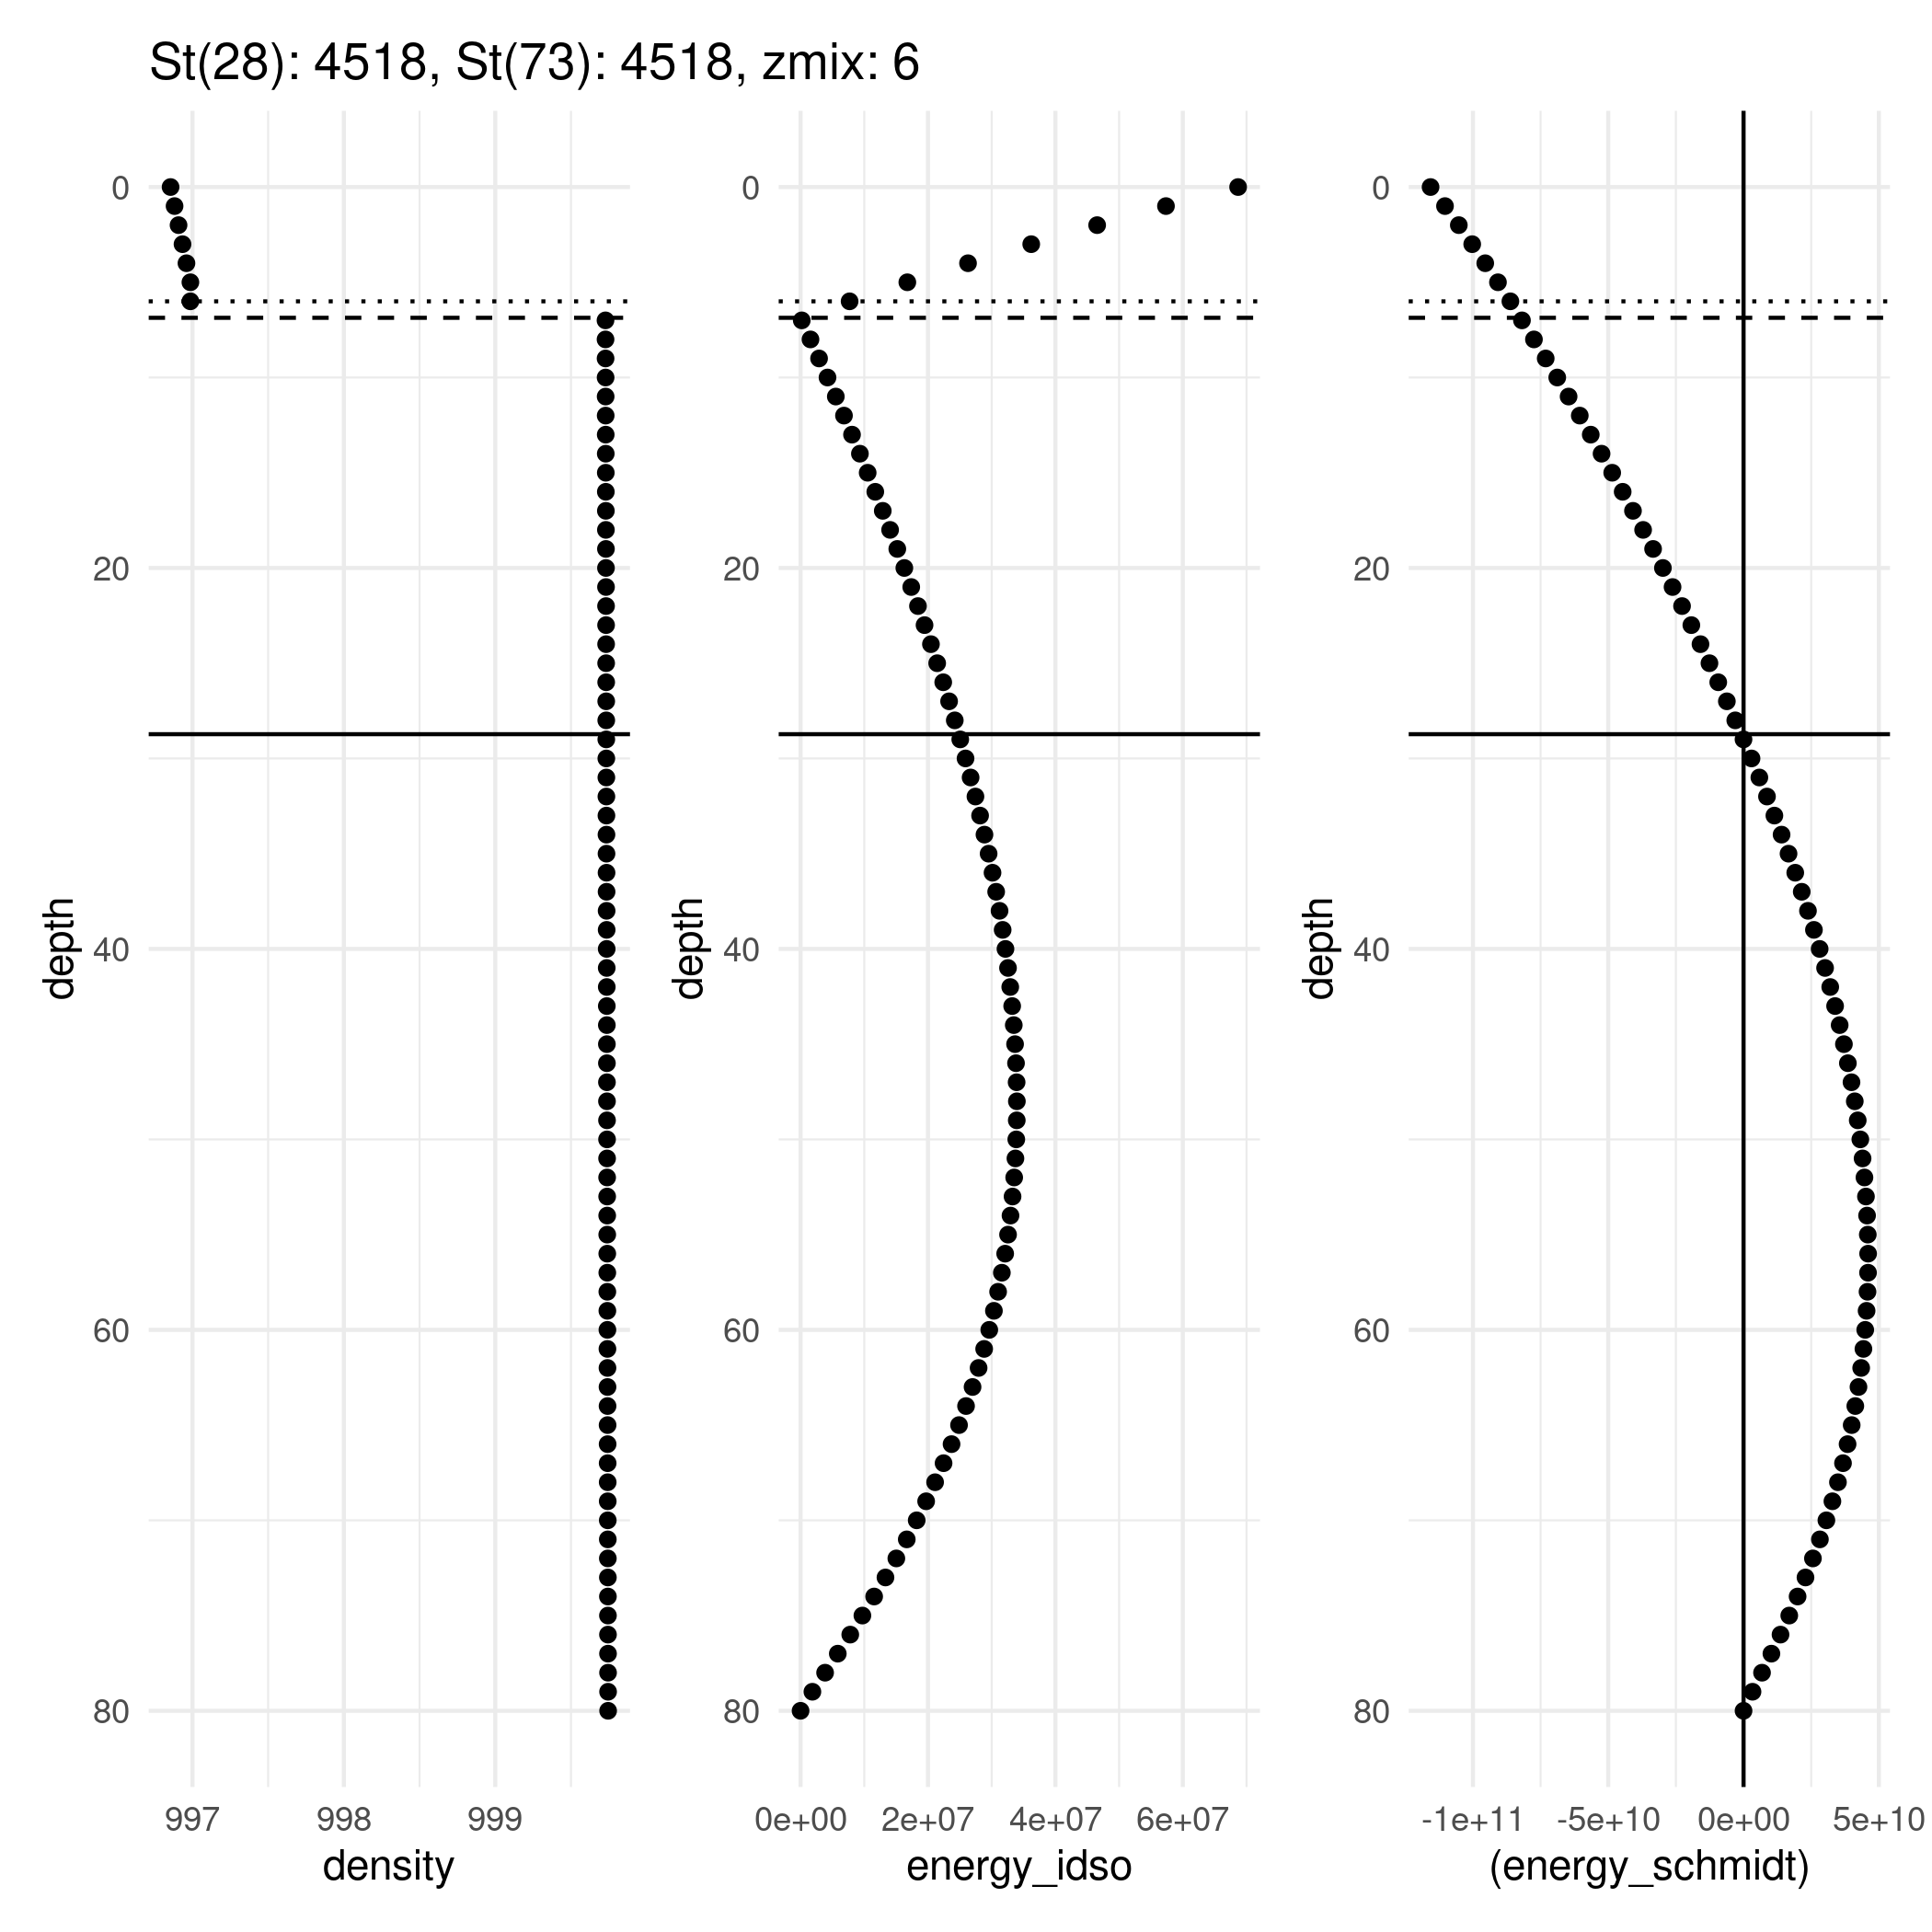 St(28): 4518, St(73): 4518, zmix: 6
depth
0
20
40
60
80
997 998 999
density
depth
0
20
40
60
80
0e+00 2e+07 4e+07 6e+07
energy_idso
depth
0
20
40
60
80
-1e+11 -5e+10 0e+00 5e+10
(energy_schmidt)